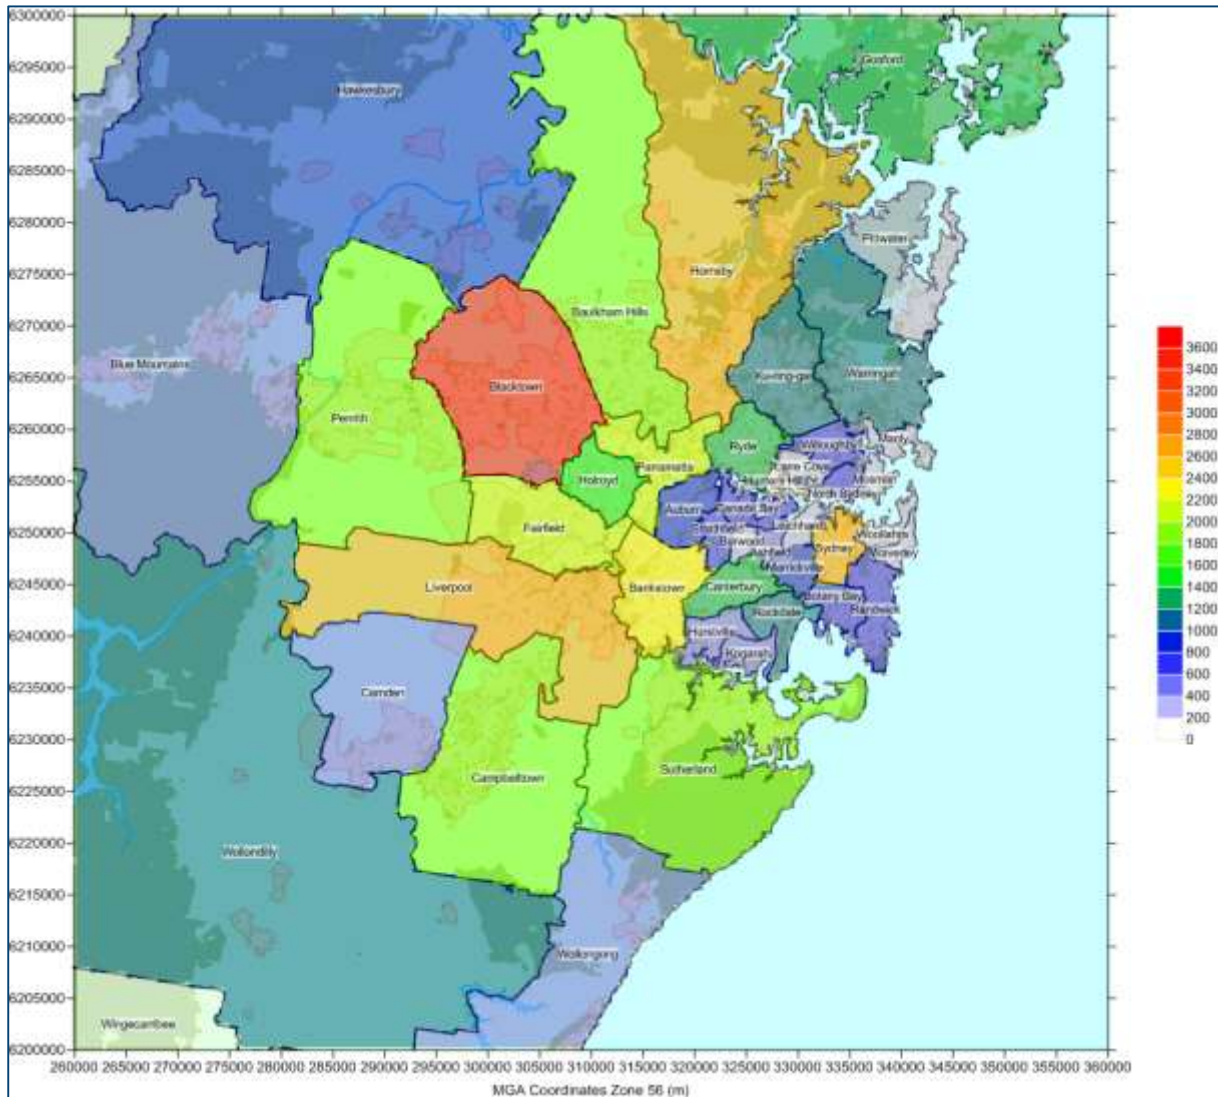 6300000
6295000
6290000
6285000
6280000
6275000
6270000
6265000
6260000
6255000
6250000
6245000
6240000
6235000
6230000
6225000
6220000
6215000
6210000
6205000
6200000
Gosford
Hawkesbury
Pittwater
Hornsby
Baulkham Hills
Blue Mountains
Warringah
Ku-ring-gai
Blacktown
Penrith
Manly
Willoughby
Ryde
Parramatta
Lane Cove
Holroyd
Hunters Hill
Mosman
North Sydney
Auburn
Canada Bay
Fairfield
Strathfield
Leichhardt
Woollahra
Burwood
Sydney
Ashfield
Waverley
Marrickville
Liverpool
Bankstown
Canterbury
Botany Bay
Randwick
Rockdale
Hurstville
Kogarah
Camden
Campbelltown
Sutherland
Wollondilly
Wollongong
Wingecarribee
3600
3400
3200
3000
2800
2600
2400
2200
2000
1800
1600
1400
1200
1000
800
600
400
200
0
260000 265000 270000 275000 280000 285000 290000 295000 300000 305000 310000 315000 320000 325000 330000 335000 340000 345000 350000 355000 360000
MGA Coordinates Zone 56 (m)